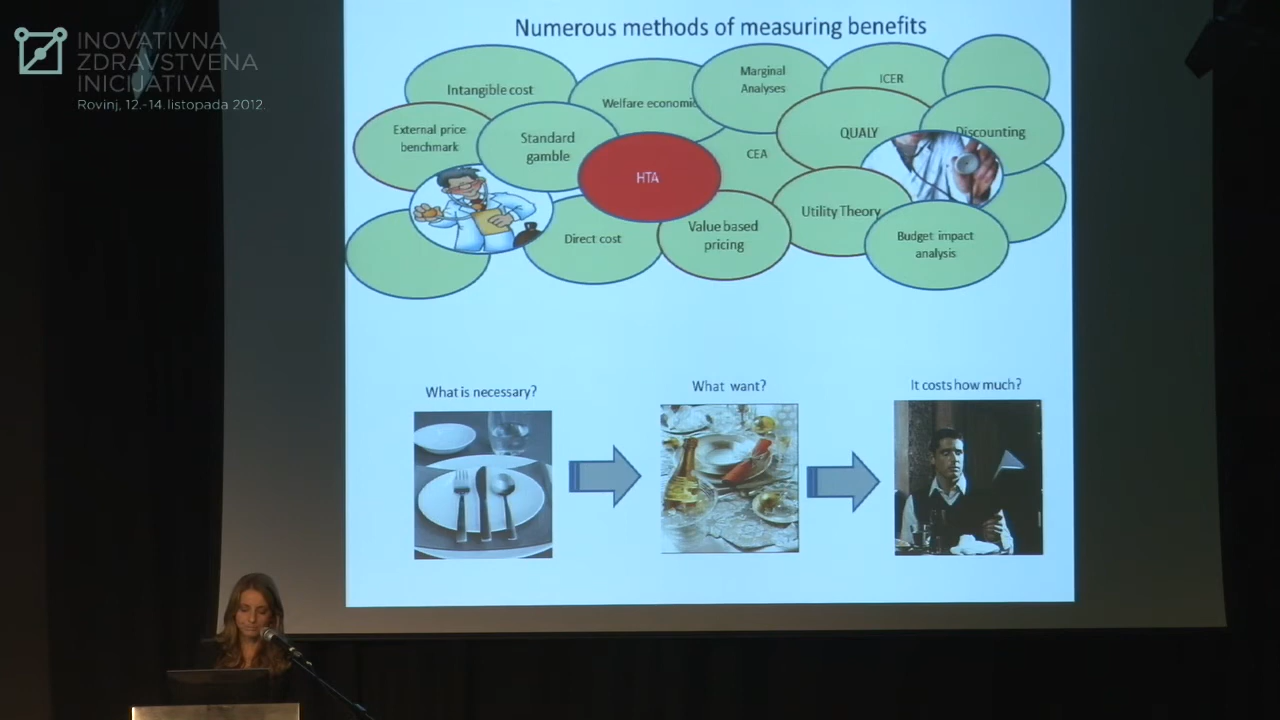 INOVATIVNA
ZDRAVSTVENA
INICIJATIVA
Rovinj, 12.-14.listopada 2012.
Numerous methods of measuring benefits
Intangible cost
Welfare economic
Marginal
Analyses
ICER
External price
benchmark
Standard
gamble
HTA
CEA
QUALY
Discounting
Direct cost
Value based
pricing
Utility Theory
Budget impact
analysis
What is necessary?
What want?
It costs how much?